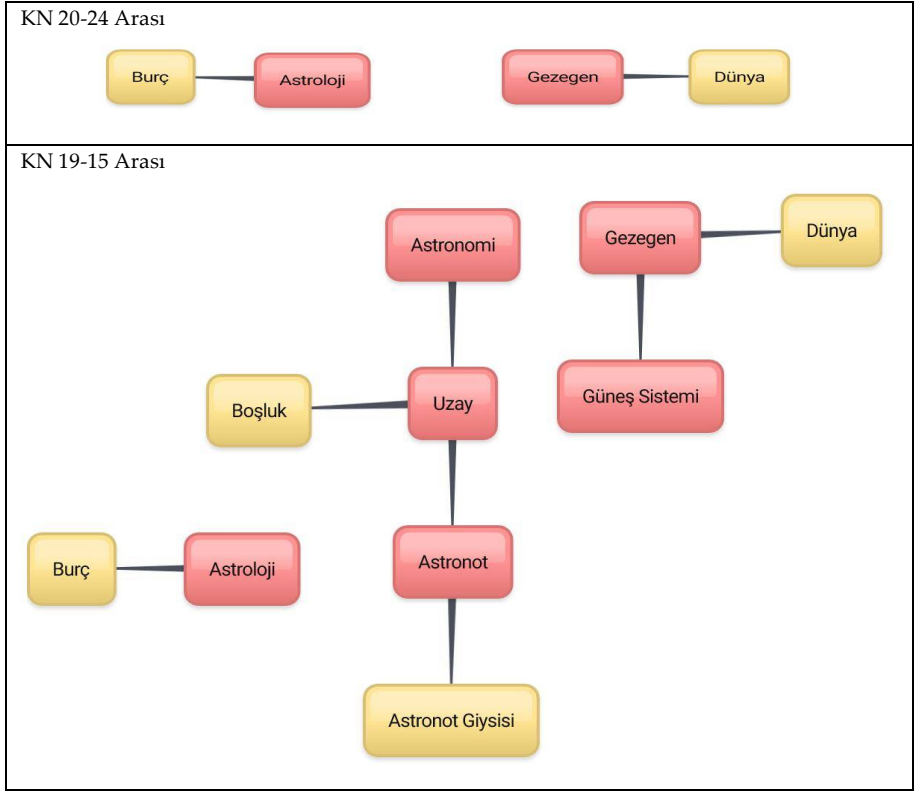 KN 20-24 Arası
Burç
Astroloji
Gezegen
Dünya
KN 19-15 Arası
Astronomi
Gezegen
Dünya
Boşluk
Uzay
Güneş Sistemi
Burç
Astroloji
Astronot
Astronot Giysisi